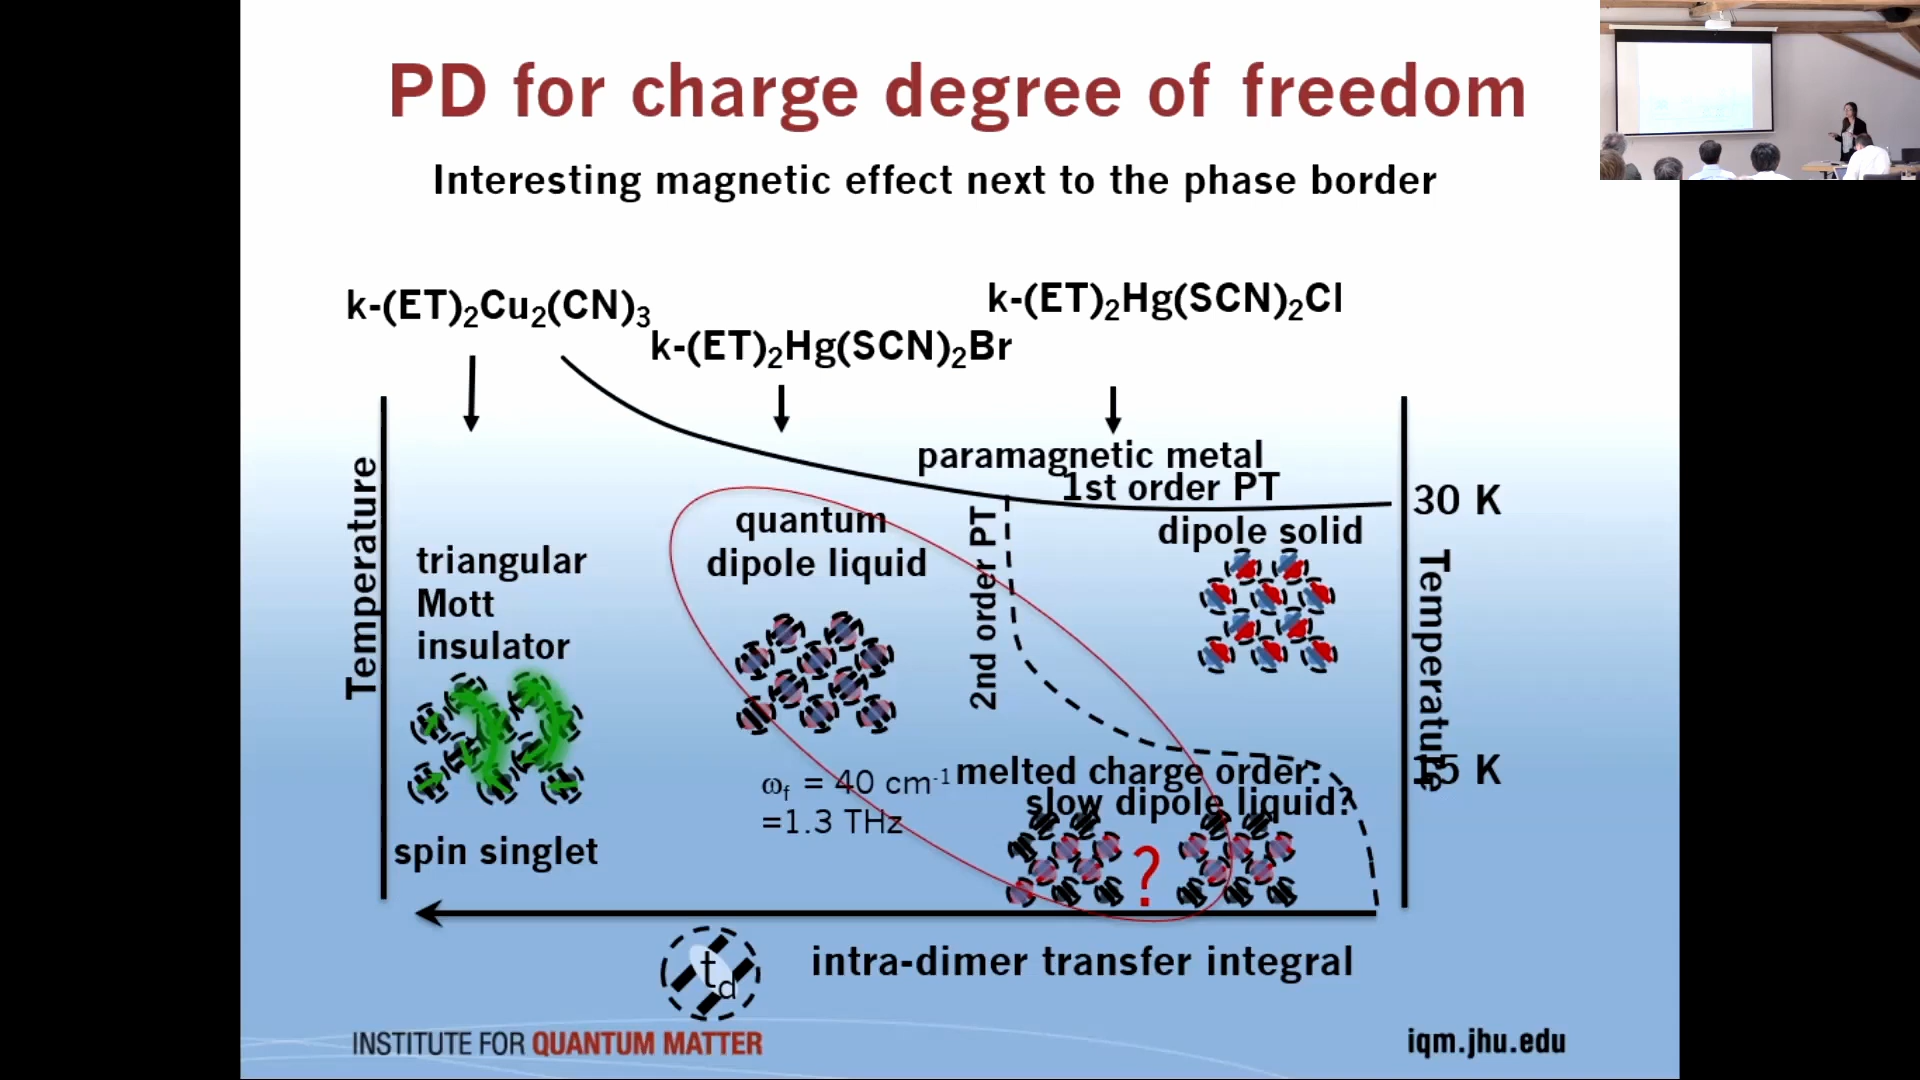 PD for charge degree of freedom
Interesting magnetic effect next to the phase border
k-(ET)₂Cu₂(CN)₃
k-(ET)₂Hg(SCN)₂Br
k-(ET)₂Hg(SCN)₂Cl
paramagnetic metal
1st order PT
30 K
Temperature
quantum
dipole liquid
2nd order PT
dipole solid
Temperature
triangular
Mott
insulator
ωf = 40 cm⁻¹
=1.3 THz
melted charge order:
slow dipole liquid?
15 K
?
spin singlet
td
intra-dimer transfer integral
INSTITUTE FOR QUANTUM MATTER
iqm.jhu.edu